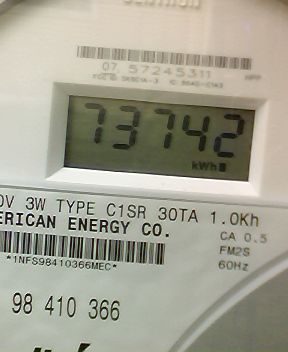 07 57245311
73742
kWh
V 3W TYPE C1SR 30TA 1.0Kh
ERICAN ENERGY CO.
CA 0.5
FM2S
60Hz
*1NFS98410366MEC*
98 410 366